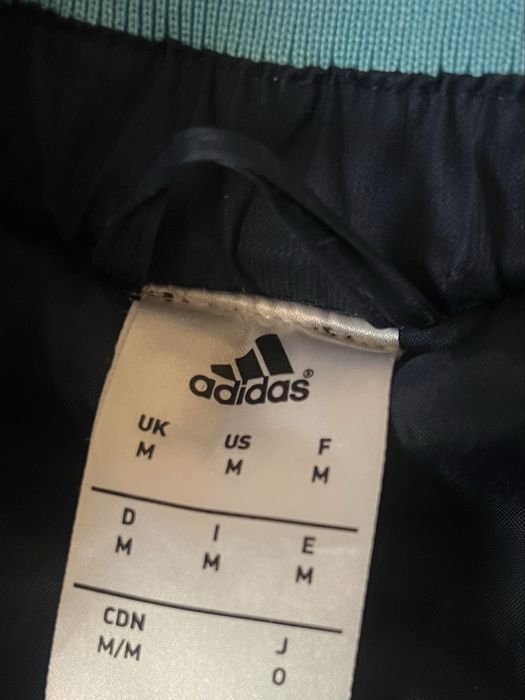 adidas®
UK US F
M M M
D I E
M M M
CDN J
M/M O